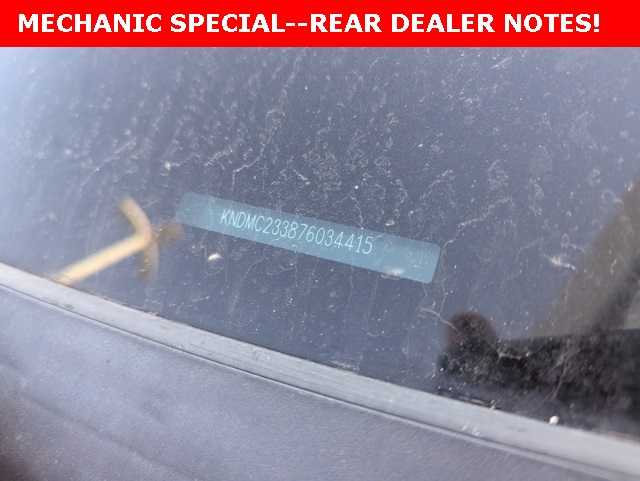 MECHANIC SPECIAL--REAR DEALER NOTES!
KNDMC233876034415